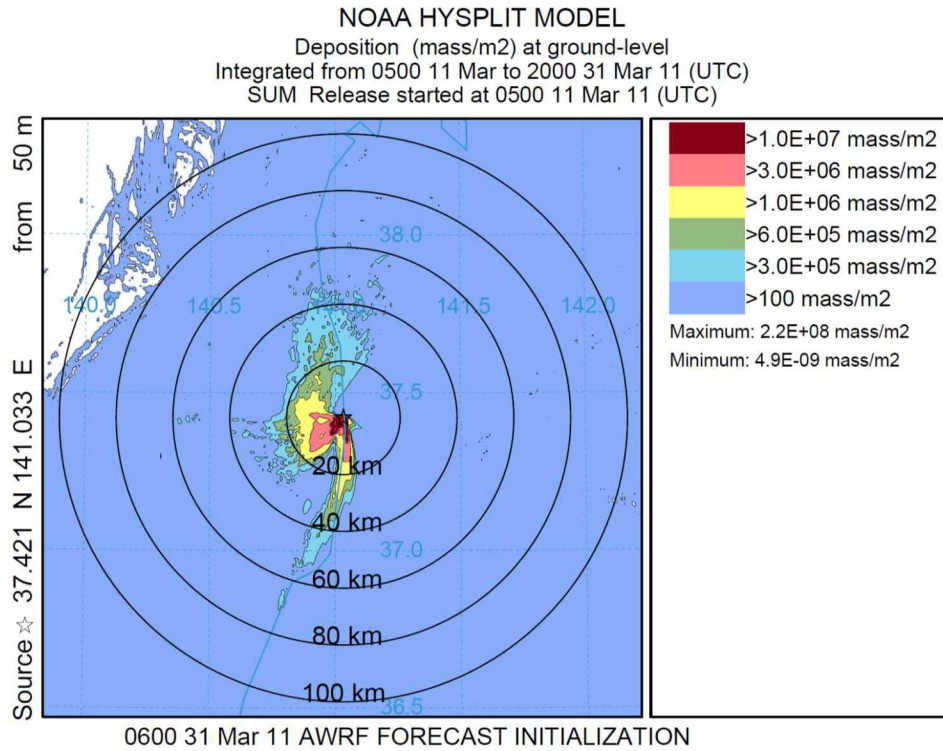 NOAA HYSPLIT MODEL
Deposition (mass/m2) at ground-level
Integrated from 0500 11 Mar to 2000 31 Mar 11 (UTC)
SUM Release started at 0500 11 Mar 11 (UTC)
Source ☆ 37.421 N 141.033 E from 50 m
38.0
140.0 140.5 141.5 142.0
37.5
20 km
40 km
37.0
60 km
80 km
100 km
36.5
>1.0E+07 mass/m2
>3.0E+06 mass/m2
>1.0E+06 mass/m2
>6.0E+05 mass/m2
>3.0E+05 mass/m2
>100 mass/m2
Maximum: 2.2E+08 mass/m2
Minimum: 4.9E-09 mass/m2
0600 31 Mar 11 AWRF FORECAST INITIALIZATION